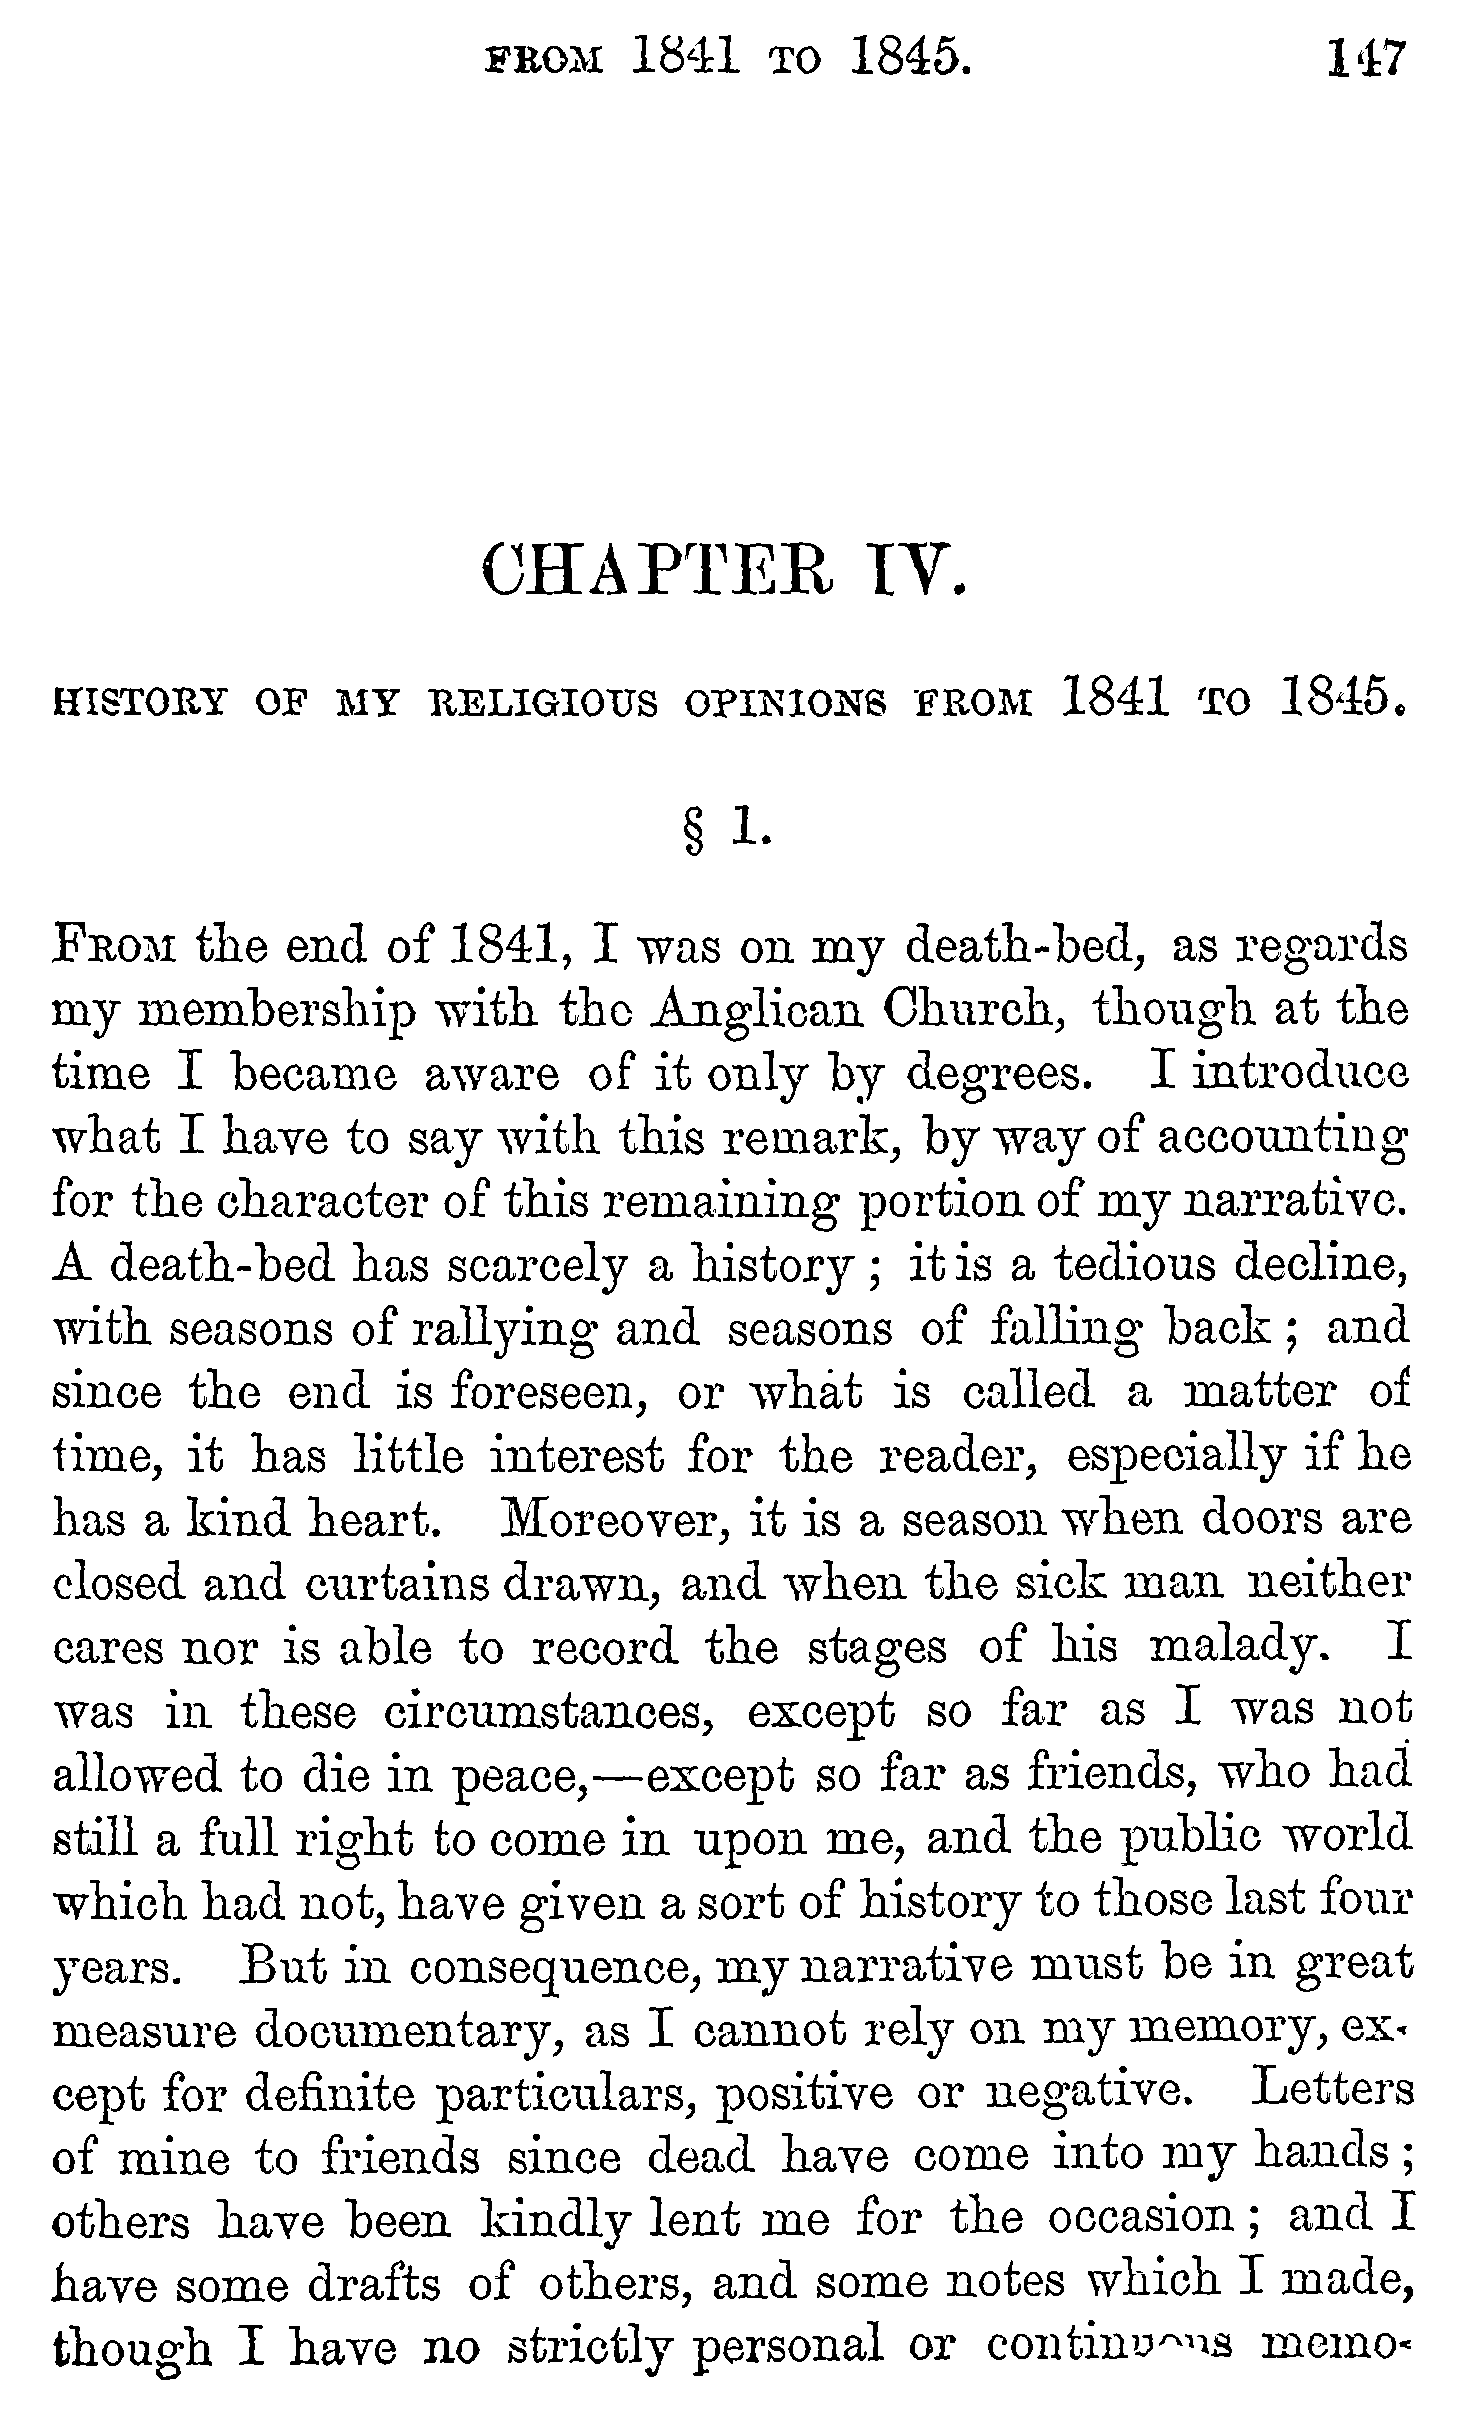 FROM 1841 TO 1845. 147
CHAPTER IV.
HISTORY OF MY RELIGIOUS OPINIONS FROM 1841 TO 1845.
§ 1.
FROM the end of 1841, I was on my death-bed, as regards
my membership with the Anglican Church, though at the
time I became aware of it only by degrees. I introduce
what I have to say with this remark, by way of accounting
for the character of this remaining portion of my narrative.
A death-bed has scarcely a history ; it is a tedious decline,
with seasons of rallying and seasons of falling back ; and
since the end is foreseen, or what is called a matter of
time, it has little interest for the reader, especially if he
has a kind heart. Moreover, it is a season when doors are
closed and curtains drawn, and when the sick man neither
cares nor is able to record the stages of his malady. I
was in these circumstances, except so far as I was not
allowed to die in peace,—except so far as friends, who had
still a full right to come in upon me, and the public world
which had not, have given a sort of history to those last four
years. But in consequence, my narrative must be in great
measure documentary, as I cannot rely on my memory, ex-
cept for definite particulars, positive or negative. Letters
of mine to friends since dead have come into my hands ;
others have been kindly lent me for the occasion ; and I
have some drafts of others, and some notes which I made,
though I have no strictly personal or continuous memo-